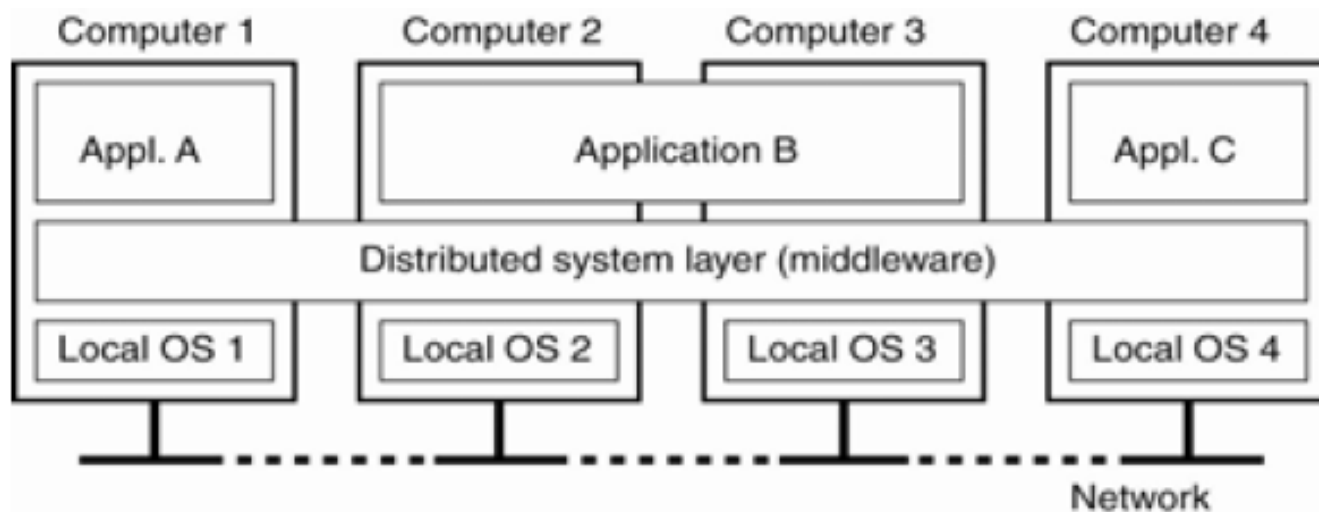 Computer 1 Computer 2 Computer 3 Computer 4
Appl. A Application B Appl. C
Distributed system layer (middleware)
Local OS 1 Local OS 2 Local OS 3 Local OS 4
Network